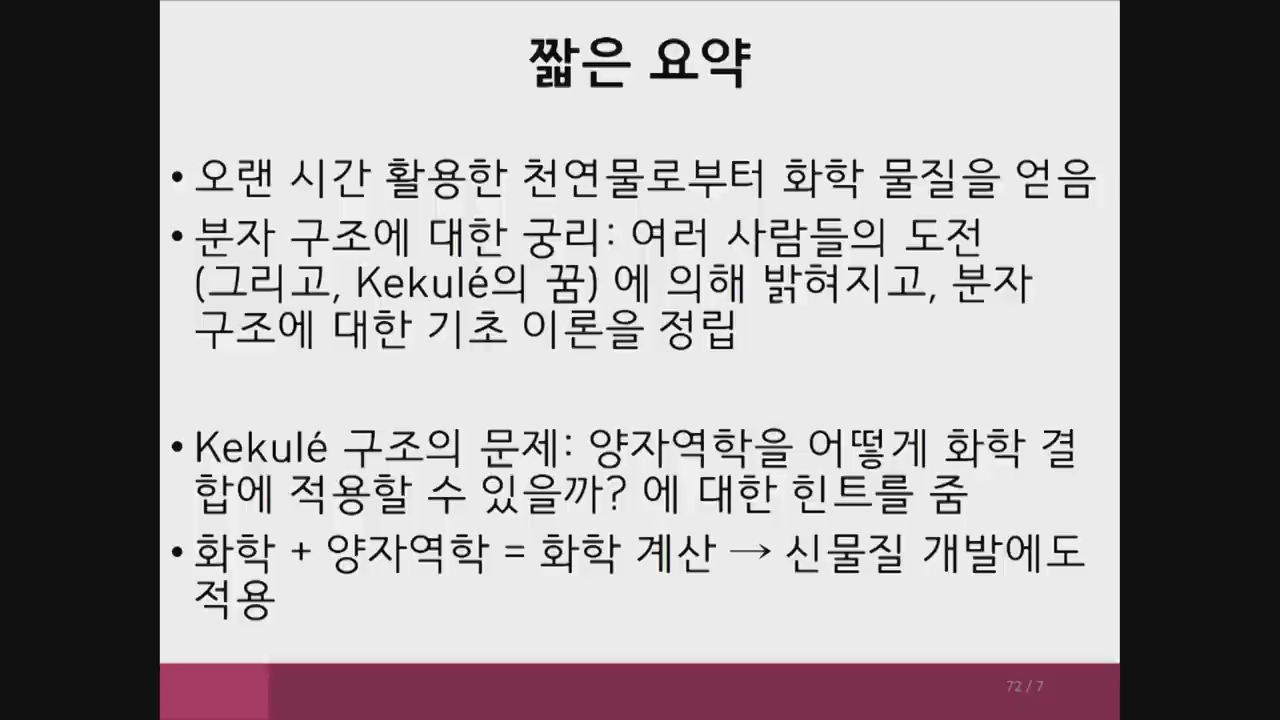 짧은 요약
• 오랜 시간 활용한 천연물로부터 화학 물질을 얻음
• 분자 구조에 대한 궁리: 여러 사람들의 도전
(그리고, Kekulé의 꿈) 에 의해 밝혀지고, 분자
구조에 대한 기초 이론을 정립
• Kekulé 구조의 문제: 양자역학을 어떻게 화학 결
합에 적용할 수 있을까? 에 대한 힌트를 줌
• 화학 + 양자역학 = 화학 계산 → 신물질 개발에도
적용
72 / 7